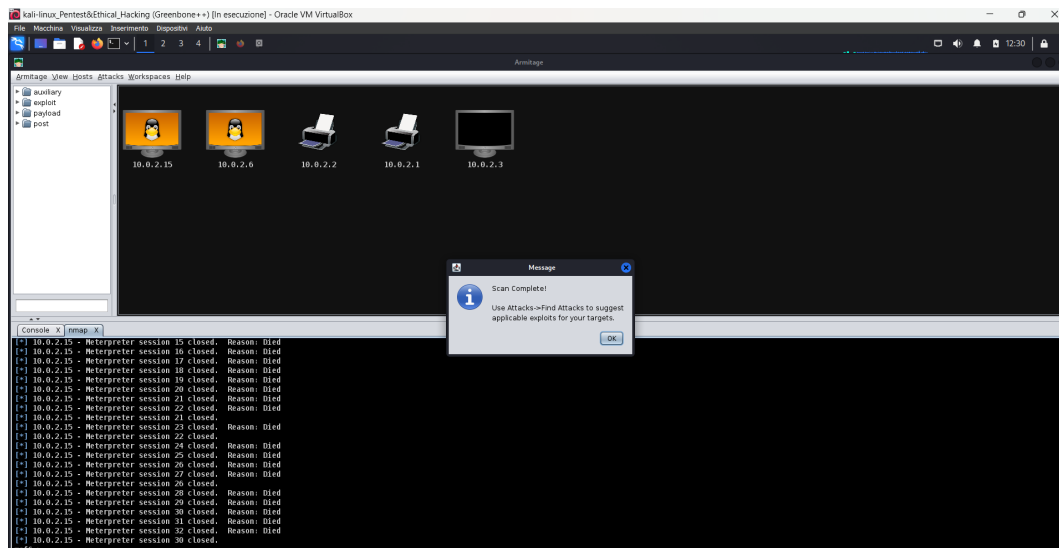 kali-linux_Pentest&Ethical_Hacking (Greenbone++) [In esecuzione] - Oracle VM VirtualBox
File Macchina Visualizza Inserimento Dispositivi Aiuto
1 2 3 4 12:30
Armitage
Armitage View Hosts Attacks Workspaces Help
auxiliary
exploit
payload
post
10.0.2.15 10.0.2.6 10.0.2.2 10.0.2.1 10.0.2.3
Message
Scan Complete!
Use Attacks->Find Attacks to suggest
applicable exploits for your targets.
OK
Console X nmap X
[*] 10.0.2.15 - Meterpreter session 15 closed. Reason: Died
[*] 10.0.2.15 - Meterpreter session 16 closed. Reason: Died
[*] 10.0.2.15 - Meterpreter session 17 closed. Reason: Died
[*] 10.0.2.15 - Meterpreter session 18 closed. Reason: Died
[*] 10.0.2.15 - Meterpreter session 19 closed. Reason: Died
[*] 10.0.2.15 - Meterpreter session 20 closed. Reason: Died
[*] 10.0.2.15 - Meterpreter session 21 closed. Reason: Died
[*] 10.0.2.15 - Meterpreter session 22 closed. Reason: Died
[*] 10.0.2.15 - Meterpreter session 21 closed.
[*] 10.0.2.15 - Meterpreter session 23 closed. Reason: Died
[*] 10.0.2.15 - Meterpreter session 22 closed.
[*] 10.0.2.15 - Meterpreter session 24 closed. Reason: Died
[*] 10.0.2.15 - Meterpreter session 25 closed. Reason: Died
[*] 10.0.2.15 - Meterpreter session 26 closed. Reason: Died
[*] 10.0.2.15 - Meterpreter session 27 closed. Reason: Died
[*] 10.0.2.15 - Meterpreter session 26 closed.
[*] 10.0.2.15 - Meterpreter session 28 closed. Reason: Died
[*] 10.0.2.15 - Meterpreter session 29 closed. Reason: Died
[*] 10.0.2.15 - Meterpreter session 30 closed. Reason: Died
[*] 10.0.2.15 - Meterpreter session 31 closed. Reason: Died
[*] 10.0.2.15 - Meterpreter session 32 closed. Reason: Died
[*] 10.0.2.15 - Meterpreter session 30 closed.